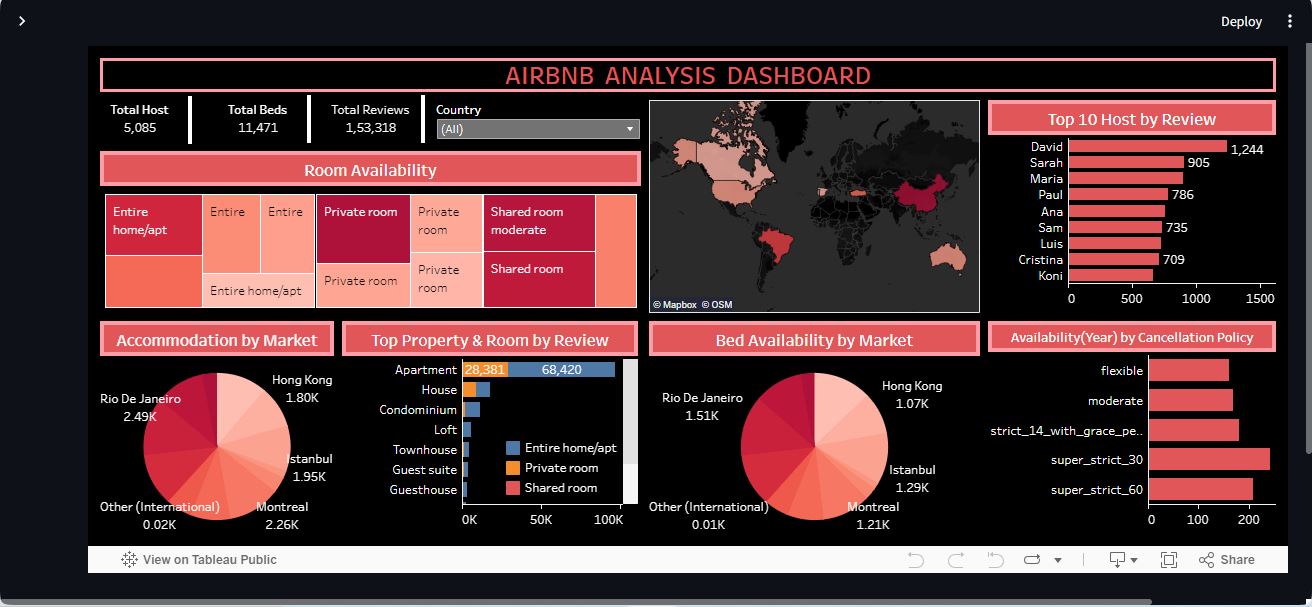 Deploy
AIRBNB ANALYSIS DASHBOARD
Total Host
5,085
Total Beds
11,471
Total Reviews
1,53,318
Country
(All)
Room Availability
Entire
home/apt
Entire
Entire
Entire home/apt
Private room
Private room
Private
room
Private
room
Shared room
moderate
Shared room
© Mapbox © OSM
Top 10 Host by Review
David
1,244
Sarah
905
Maria
Paul
786
Ana
Sam
735
Luis
Cristina
709
Koni
0 500 1000 1500
Accommodation by Market
Hong Kong
1.80K
Rio De Janeiro
2.49K
Istanbul
1.95K
Other (International)
0.02K
Montreal
2.26K
Top Property & Room by Review
Apartment
28,381
68,420
House
Condominium
Loft
Townhouse
Guest suite
Guesthouse
Entire home/apt
Private room
Shared room
0K 50K 100K
Bed Availability by Market
Hong Kong
1.07K
Rio De Janeiro
1.51K
Istanbul
1.29K
Other (International)
0.01K
Montreal
1.21K
Availability(Year) by Cancellation Policy
flexible
moderate
strict_14_with_grace_pe..
super_strict_30
super_strict_60
0 100 200
View on Tableau Public
Share